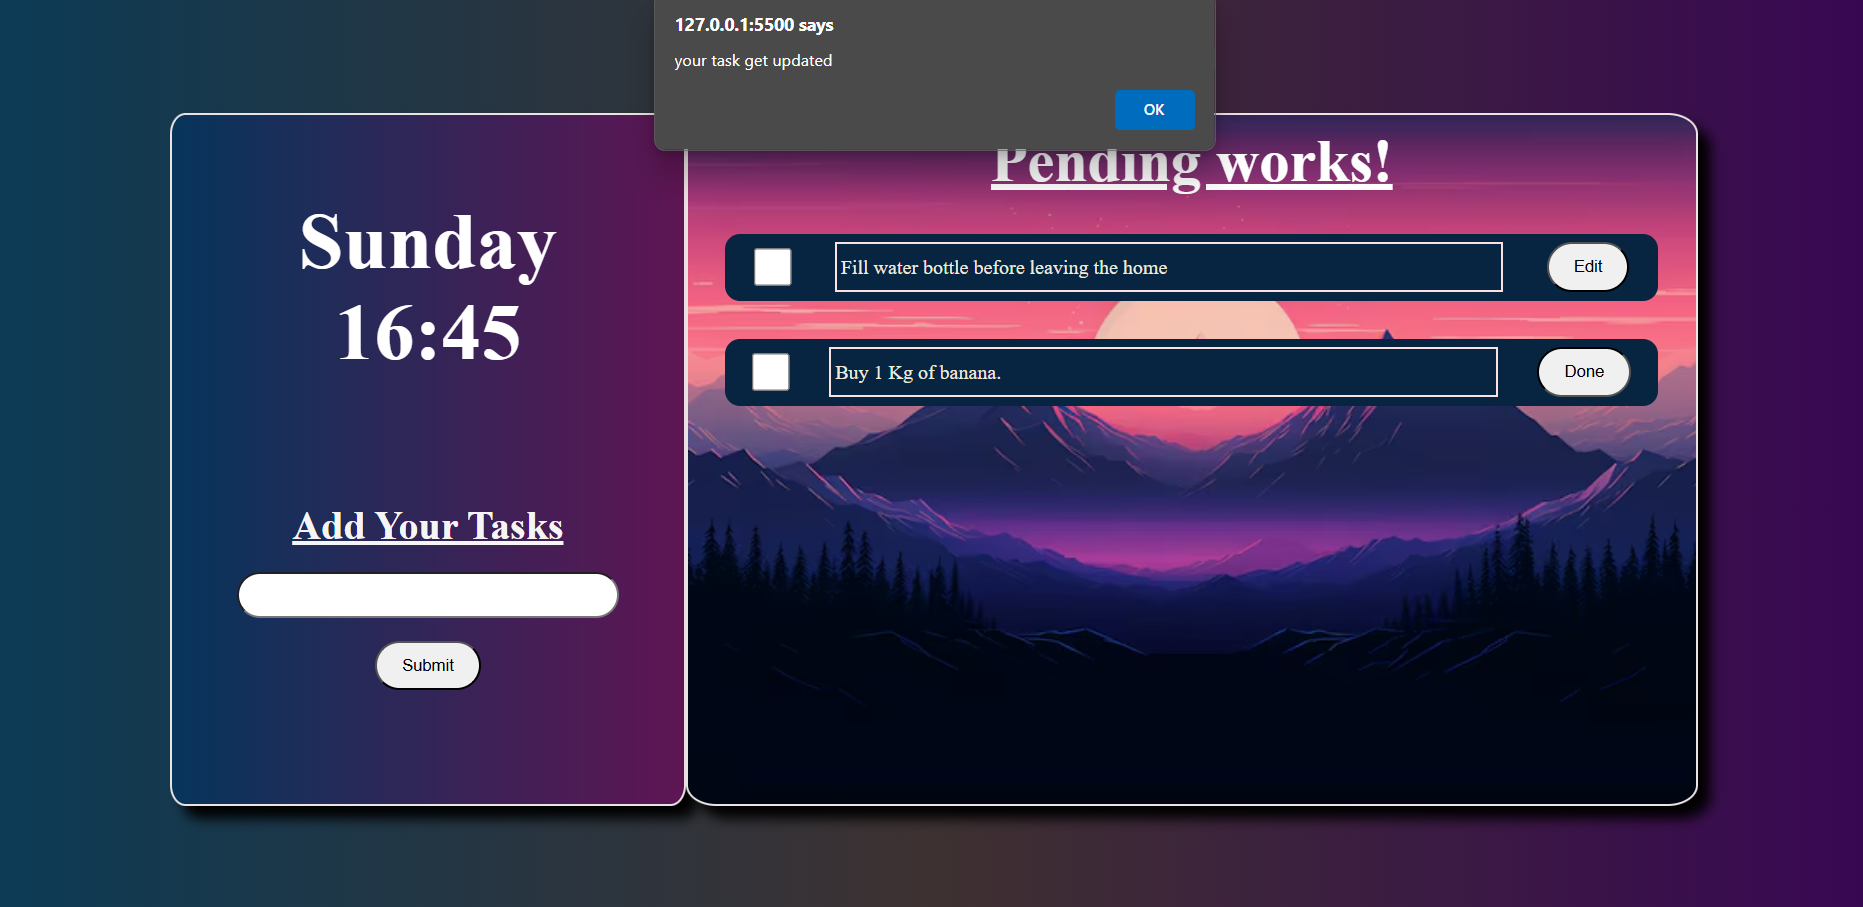 127.0.0.1:5500 says
your task get updated
OK
Sunday
16:45
Add Your Tasks
Submit
Pending works!
Fill water bottle before leaving the home
Edit
Buy 1 Kg of banana.
Done